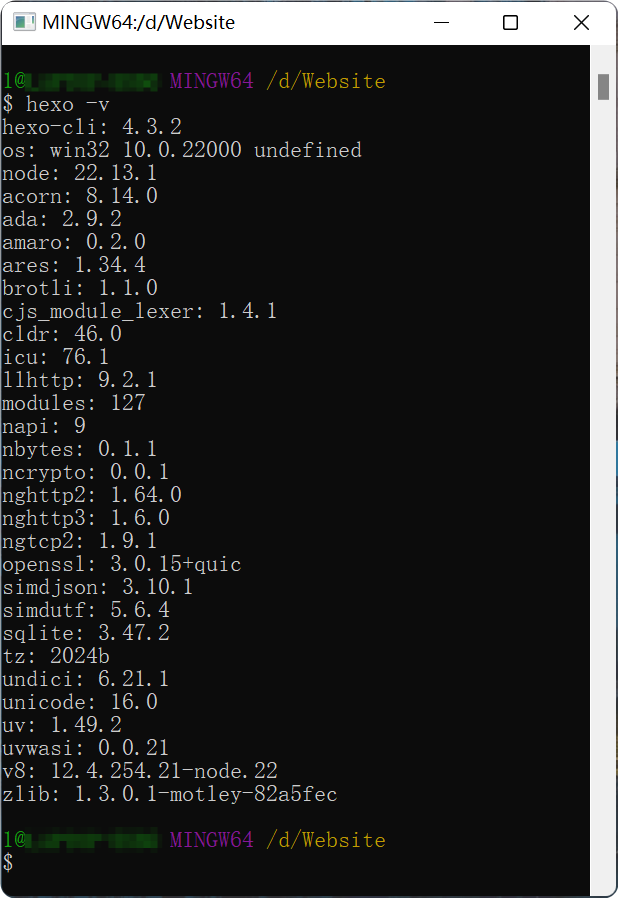 MINGW64:/d/Website
1@ MINGW64 /d/Website
$ hexo -v
hexo-cli: 4.3.2
os: win32 10.0.22000 undefined
node: 22.13.1
acorn: 8.14.0
ada: 2.9.2
amaro: 0.2.0
ares: 1.34.4
brotli: 1.1.0
cjs_module_lexer: 1.4.1
cldr: 46.0
icu: 76.1
llhttp: 9.2.1
modules: 127
napi: 9
nbytes: 0.1.1
ncrypto: 0.0.1
nghttp2: 1.64.0
nghttp3: 1.6.0
ngtcp2: 1.9.1
openssl: 3.0.15+quic
simdjson: 3.10.1
simdutf: 5.6.4
sqlite: 3.47.2
tz: 2024b
undici: 6.21.1
unicode: 16.0
uv: 1.49.2
uvwasi: 0.0.21
v8: 12.4.254.21-node.22
zlib: 1.3.0.1-motley-82a5fec
1@ MINGW64 /d/Website
$